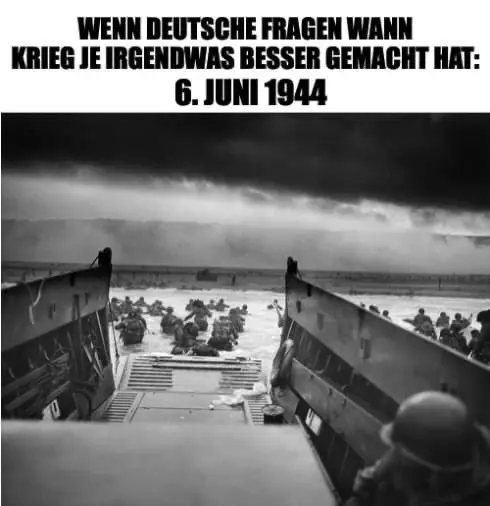 WENN DEUTSCHE FRAGEN WANN
KRIEG JE IRGENDWAS BESSER GEMACHT HAT:
6. JUNI 1944